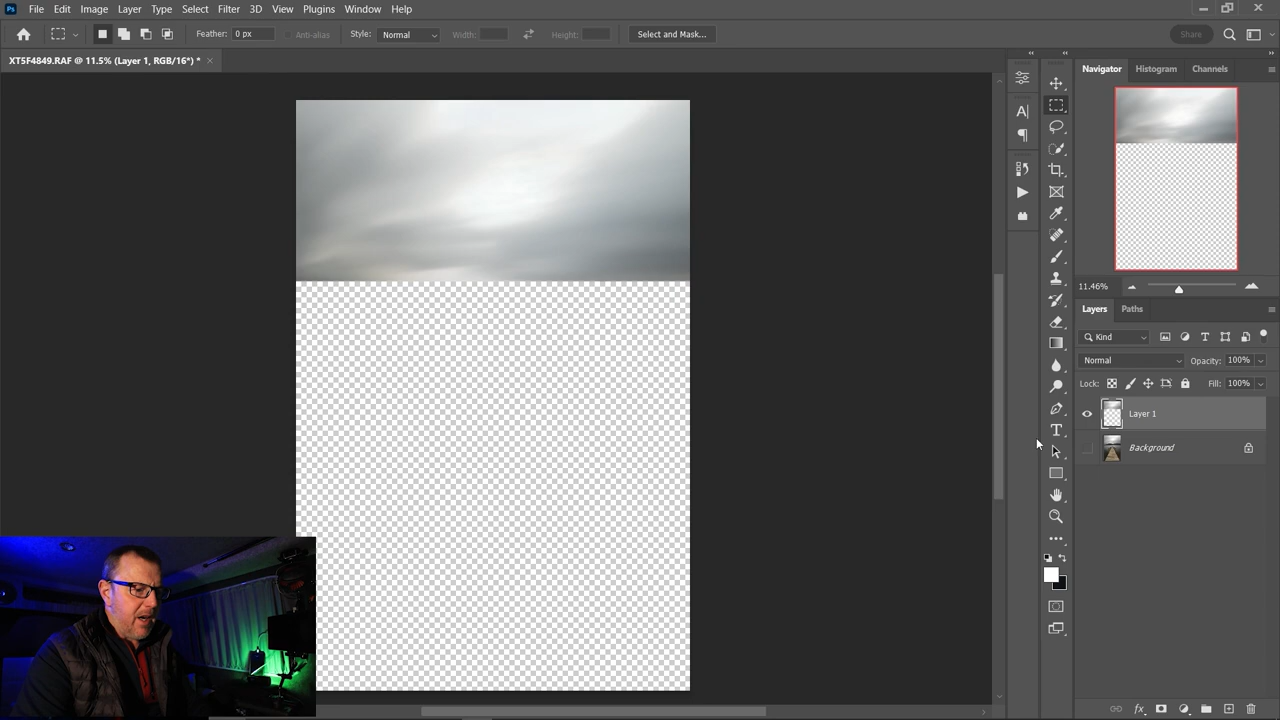 Ps File Edit Image Layer Type Select Filter 3D View Plugins Window Help
Feather: 0 px Anti-alias Style: Normal Width: Height: Select and Mask... Share
XT5F4849.RAF @ 11.5% (Layer 1, RGB/16*) *
Navigator Histogram Channels
11.46%
Layers Paths
Kind
Normal Opacity: 100%
Lock: Fill: 100%
Layer 1
Background